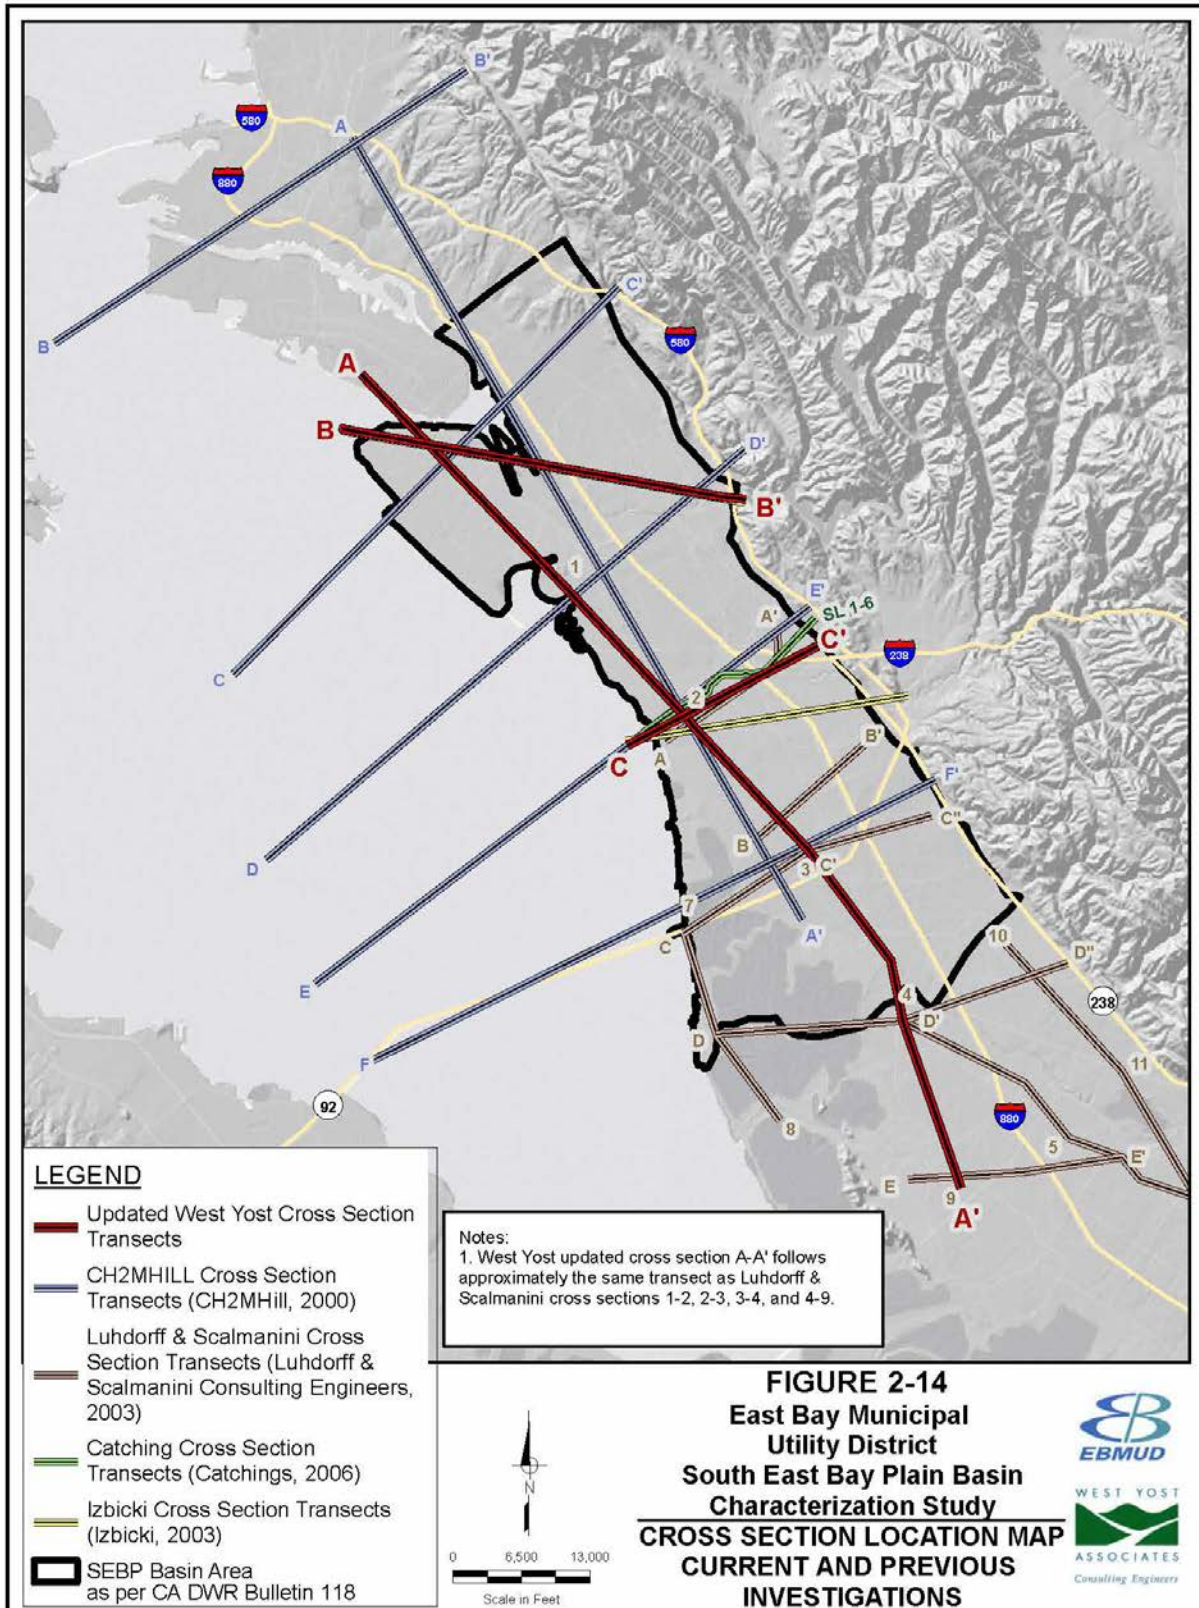 B'
580
A
880
B
C'
580
A
B
D'
B'
1
E'
SL 1-6
A'
C'
238
C
2
A
C
B'
F'
B
C''
3
C'
D
7
A'
C
10
D''
E
4
238
D
D'
F
11
92
880
8
5
E'
E
9
A'
LEGEND
Updated West Yost Cross Section
Transects
CH2MHILL Cross Section
Transects (CH2MHill, 2000)
Luhdorff & Scalmanini Cross
Section Transects (Luhdorff &
Scalmanini Consulting Engineers,
2003)
Catching Cross Section
Transects (Catchings, 2006)
Izbicki Cross Section Transects
(Izbicki, 2003)
SEBP Basin Area
as per CA DWR Bulletin 118
Notes:
1. West Yost updated cross section A-A' follows
approximately the same transect as Luhdorff &
Scalmanini cross sections 1-2, 2-3, 3-4, and 4-9.
N
0 6,500 13,000
Scale in Feet
FIGURE 2-14
East Bay Municipal
Utility District
South East Bay Plain Basin
Characterization Study
CROSS SECTION LOCATION MAP
CURRENT AND PREVIOUS
INVESTIGATIONS
EBMUD
WEST YOST
ASSOCIATES
Consulting Engineers